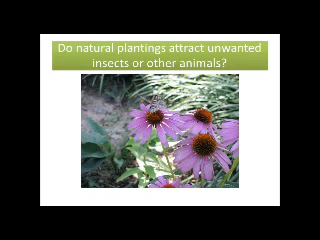 Do natural plantings attract unwanted
insects or other animals?